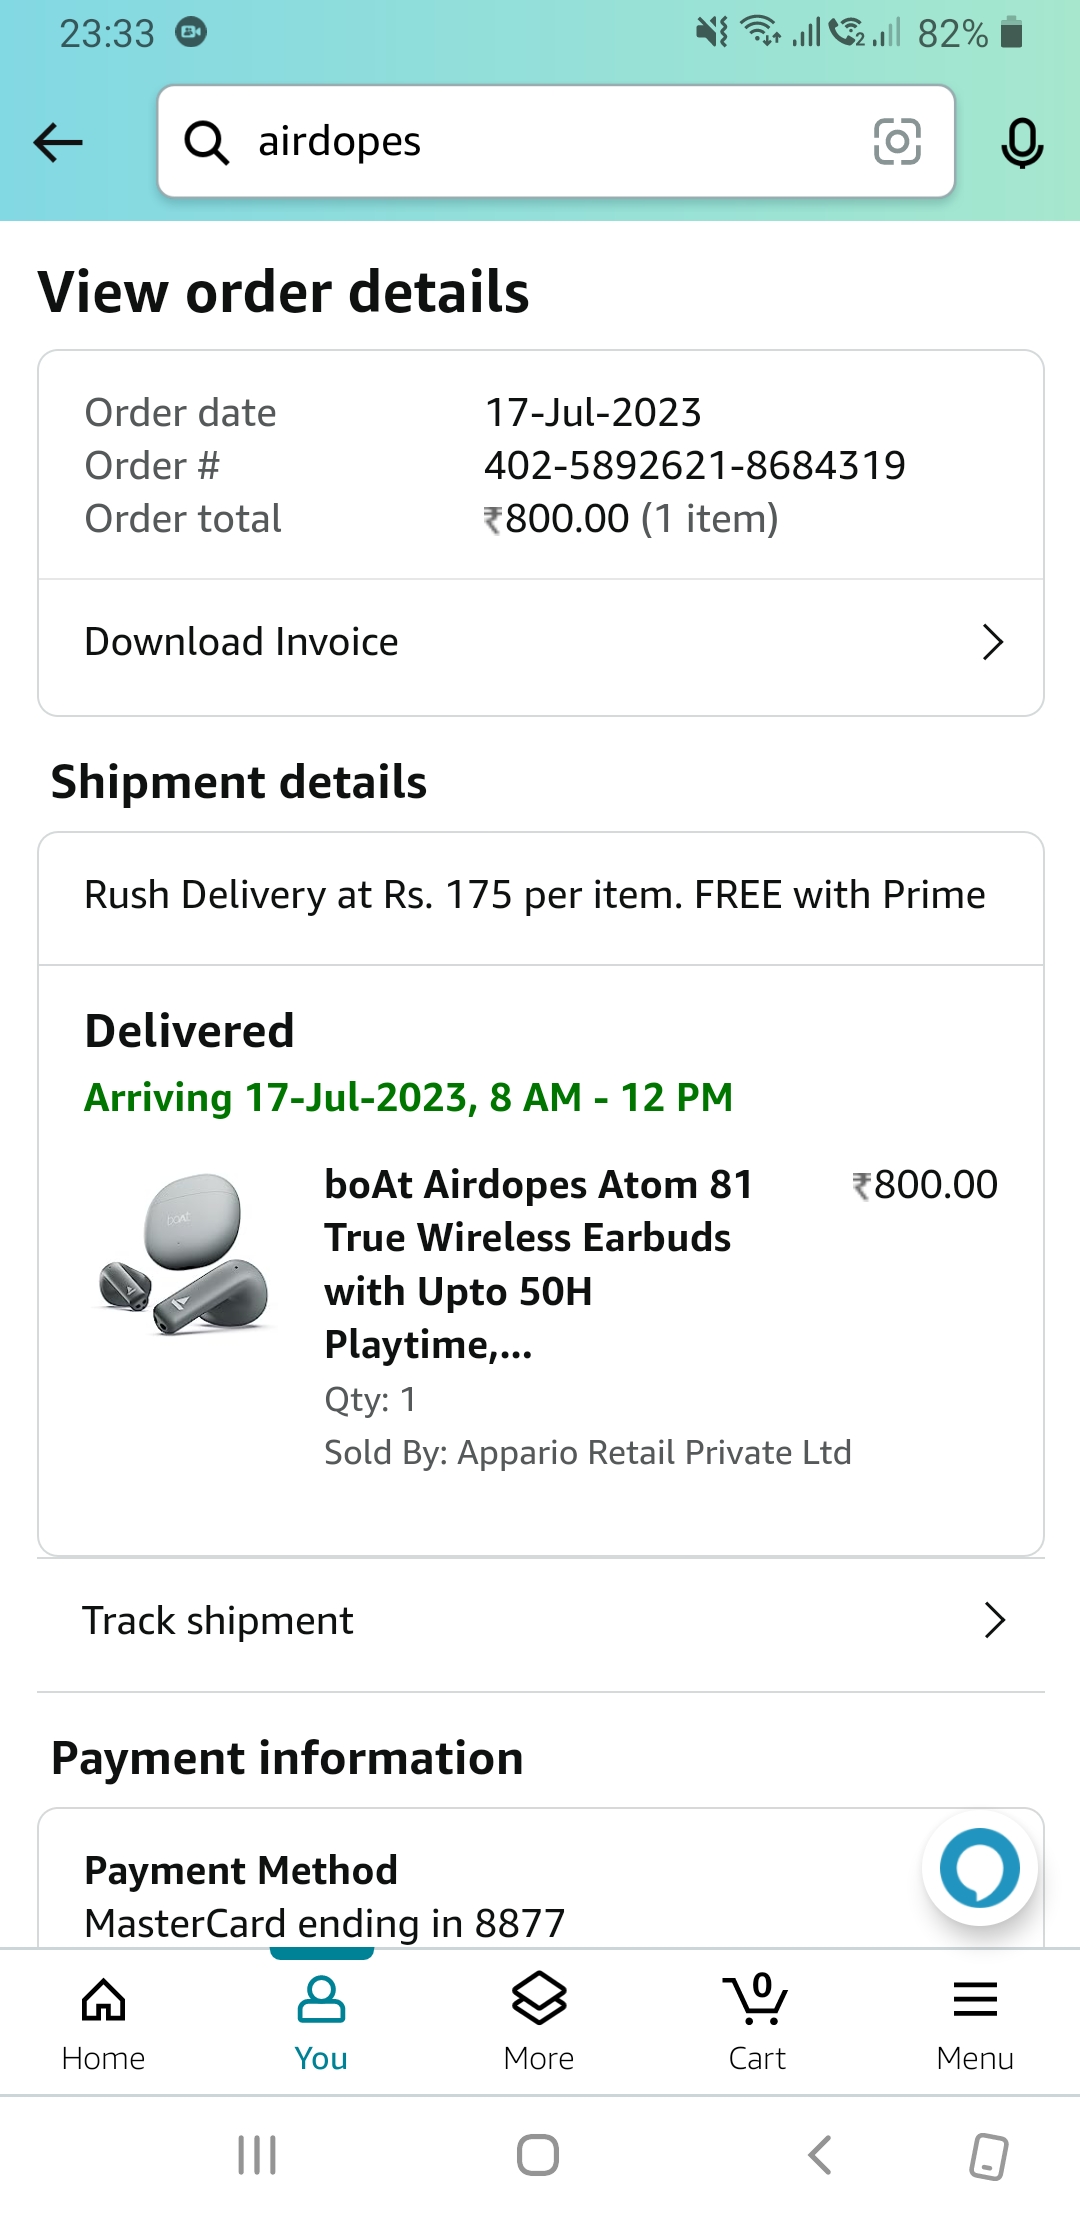 23:33
82%
airdopes
View order details
Order date 17-Jul-2023
Order # 402-5892621-8684319
Order total ₹800.00 (1 item)
Download Invoice
Shipment details
Rush Delivery at Rs. 175 per item. FREE with Prime
Delivered
Arriving 17-Jul-2023, 8 AM - 12 PM
boAt
boAt Airdopes Atom 81 ₹800.00
True Wireless Earbuds
with Upto 50H
Playtime,...
Qty: 1
Sold By: Appario Retail Private Ltd
Track shipment
Payment information
Payment Method
MasterCard ending in 8877
0
Home You More Cart Menu